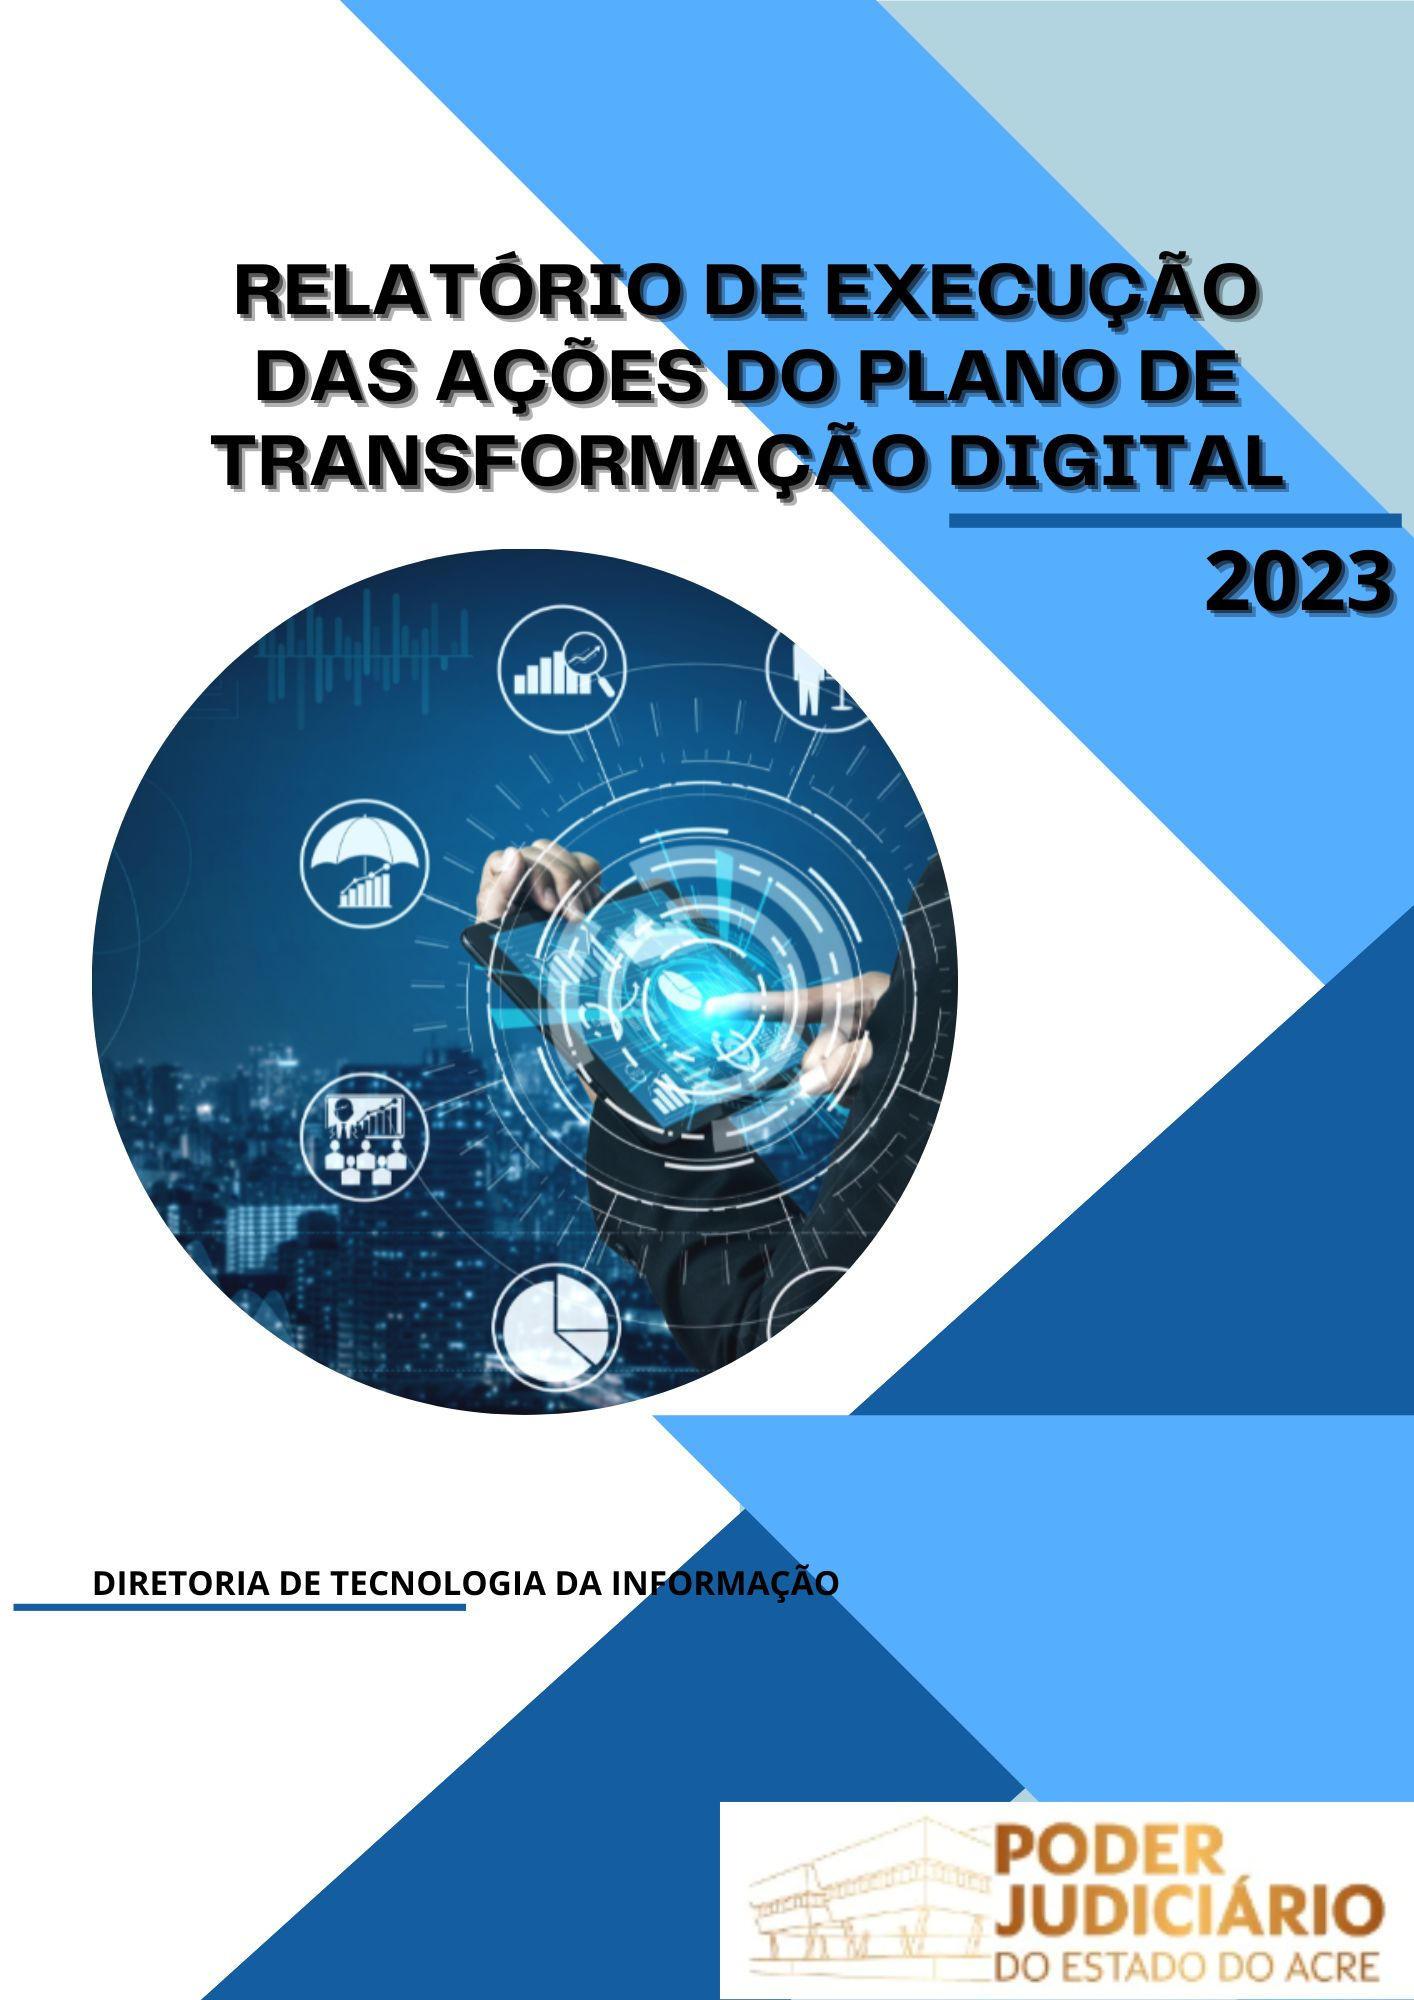 RELATÓRIO DE EXECUÇÃO
DAS AÇÕES DO PLANO DE
TRANSFORMAÇÃO DIGITAL
2023
DIRETORIA DE TECNOLOGIA DA INFORMAÇÃO
PODER
JUDICIÁRIO
DO ESTADO DO ACRE